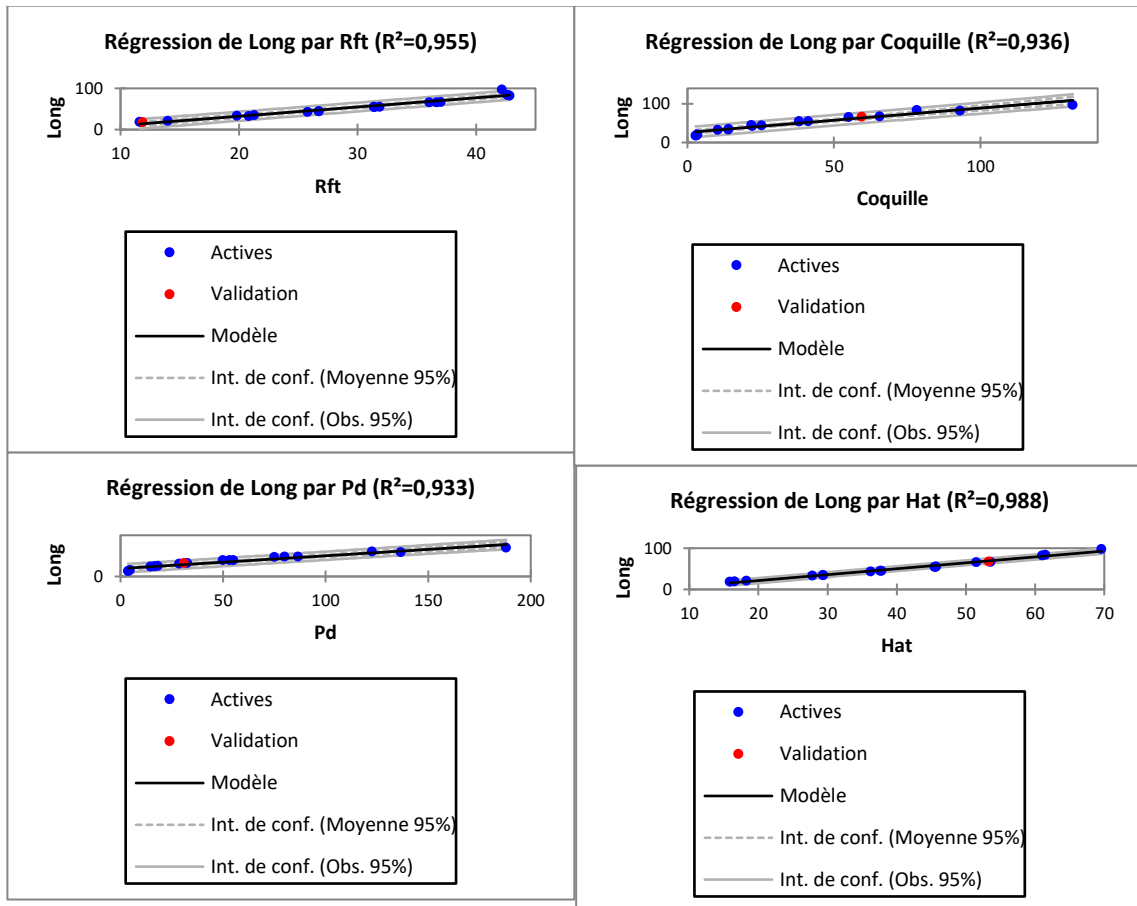 Régression de Long par Rft (R²=0,955)
Long
100
0
10
20
30
40
Rft
Actives
Validation
Modèle
Int. de conf. (Moyenne 95%)
Int. de conf. (Obs. 95%)
Régression de Long par Coquille (R²=0,936)
Long
100
0
0
50
100
Coquille
Actives
Validation
Modèle
Int. de conf. (Moyenne 95%)
Int. de conf. (Obs. 95%)
Régression de Long par Pd (R²=0,933)
Long
0
0
50
100
150
200
Pd
Actives
Validation
Modèle
Int. de conf. (Moyenne 95%)
Int. de conf. (Obs. 95%)
Régression de Long par Hat (R²=0,988)
Long
100
0
10
20
30
40
50
60
70
Hat
Actives
Validation
Modèle
Int. de conf. (Moyenne 95%)
Int. de conf. (Obs. 95%)